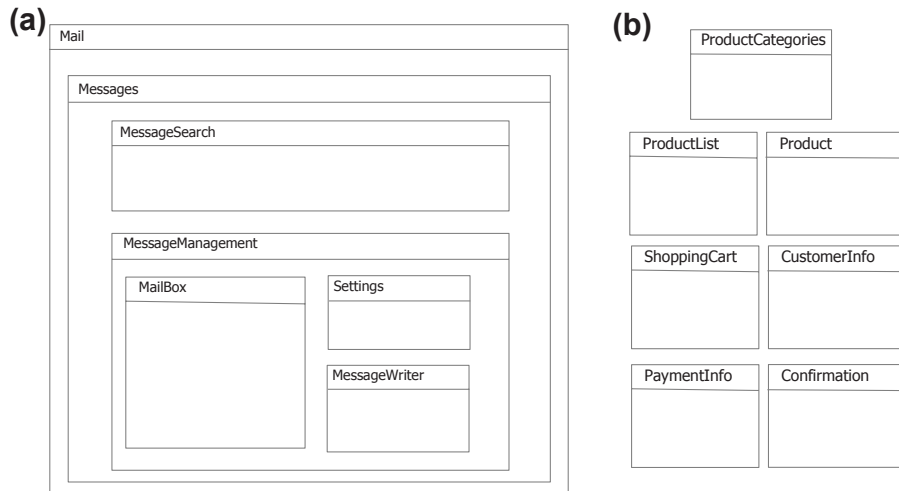 (a)
Mail
Messages
MessageSearch
MessageManagement
MailBox
Settings
MessageWriter
(b)
ProductCategories
ProductList
Product
ShoppingCart
CustomerInfo
PaymentInfo
Confirmation